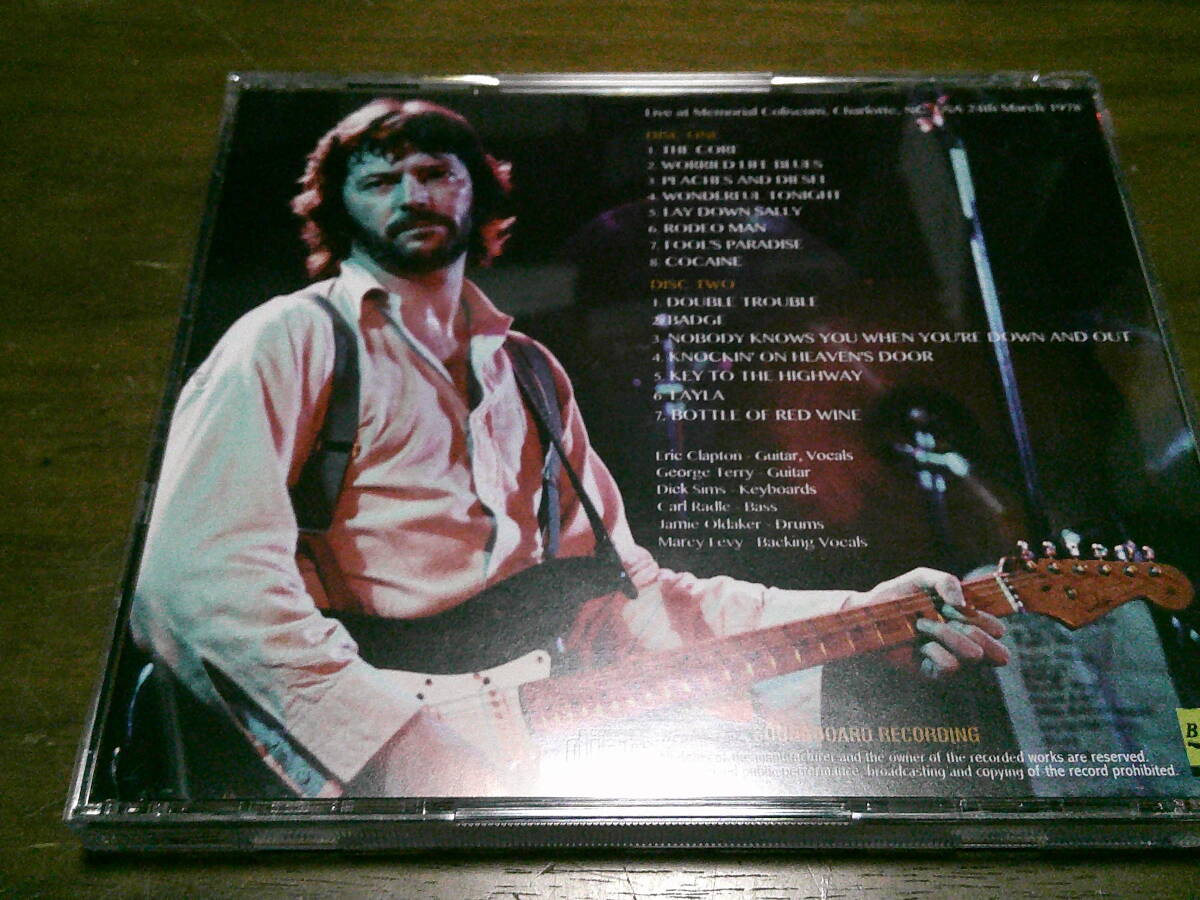 Live at Memorial Coliseum, Charlotte, NC, USA 24th March 1978
DISC ONE
1. THE CORE
2. WORRIED LIFE BLUES
3. PEACHES AND DIESEL
4. WONDERFUL TONIGHT
5. LAY DOWN SALLY
6. RODEO MAN
7. FOOL'S PARADISE
8. COCAINE
DISC TWO
1. DOUBLE TROUBLE
2. BADGE
3. NOBODY KNOWS YOU WHEN YOU'RE DOWN AND OUT
4. KNOCKIN' ON HEAVEN'S DOOR
5. KEY TO THE HIGHWAY
6. LAYLA
7. BOTTLE OF RED WINE
Eric Clapton - Guitar, Vocals
George Terry - Guitar
Dick Sims - Keyboards
Carl Radle - Bass
Jamie Oldaker - Drums
Marcy Levy - Backing Vocals
SOUNDBOARD RECORDING
of the manufacturer and the owner of the recorded works are reserved.
public performance, broadcasting and copying of the record prohibited.
B